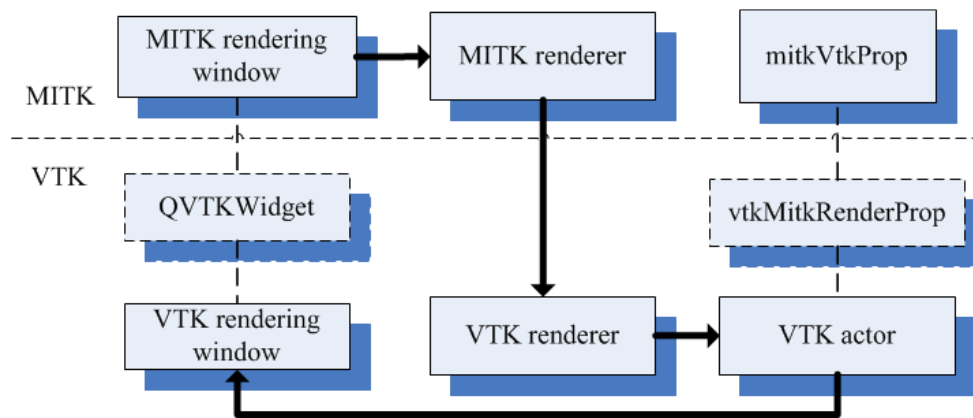 MITK rendering
window
MITK renderer
mitkVtkProp
MITK
VTK
QVTKWidget
vtkMitkRenderProp
VTK rendering
window
VTK renderer
VTK actor